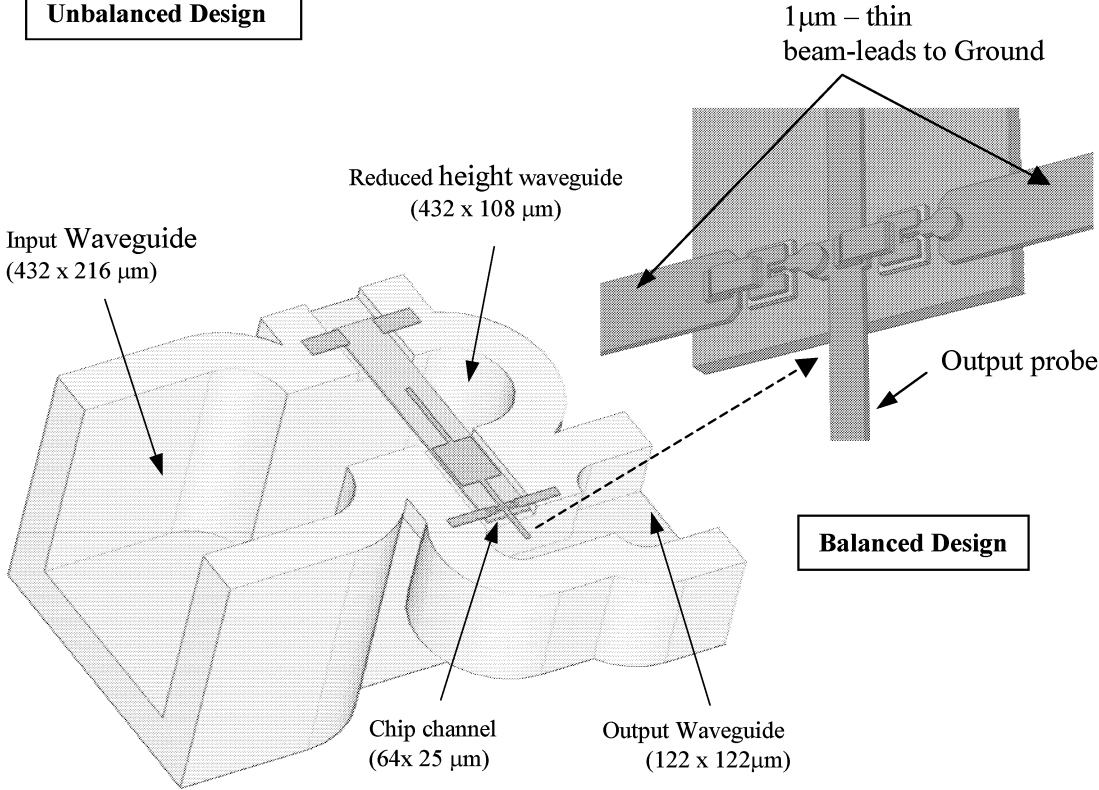 Unbalanced Design
1μm – thin
beam-leads to Ground
Reduced height waveguide
(432 x 108 μm)
Input Waveguide
(432 x 216 μm)
Output probe
Balanced Design
Chip channel
(64x 25 μm)
Output Waveguide
(122 x 122μm)